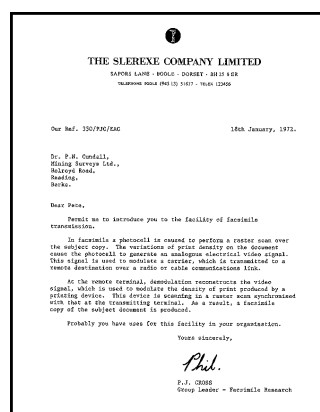 THE SLEREXE COMPANY LIMITED
SAPORS LANE - BOOLE - DORSET - BH 25 8 ER
TELEPHONE BOOLE (945 13) 51617 - TELEX 123456
Our Ref. 350/PJC/EAC 18th January, 1972.
Dr. P.N. Cundall,
Mining Surveys Ltd.,
Holroyd Road,
Reading,
Berks.
Dear Pete,
Permit me to introduce you to the facility of facsimile
transmission.
In facsimile a photocell is caused to perform a raster scan over
the subject copy. The variations of print density on the document
cause the photocell to generate an analogous electrical video signal.
This signal is used to modulate a carrier, which is transmitted to a
remote destination over a radio or cable communications link.
At the remote terminal, demodulation reconstructs the video
signal, which is used to modulate the density of print produced by a
printing device. This device is scanning in a raster scan synchronised
with that at the transmitting terminal. As a result, a facsimile
copy of the subject document is produced.
Probably you have uses for this facility in your organisation.
Yours sincerely,
Phil.
P.J. CROSS
Group Leader - Facsimile Research